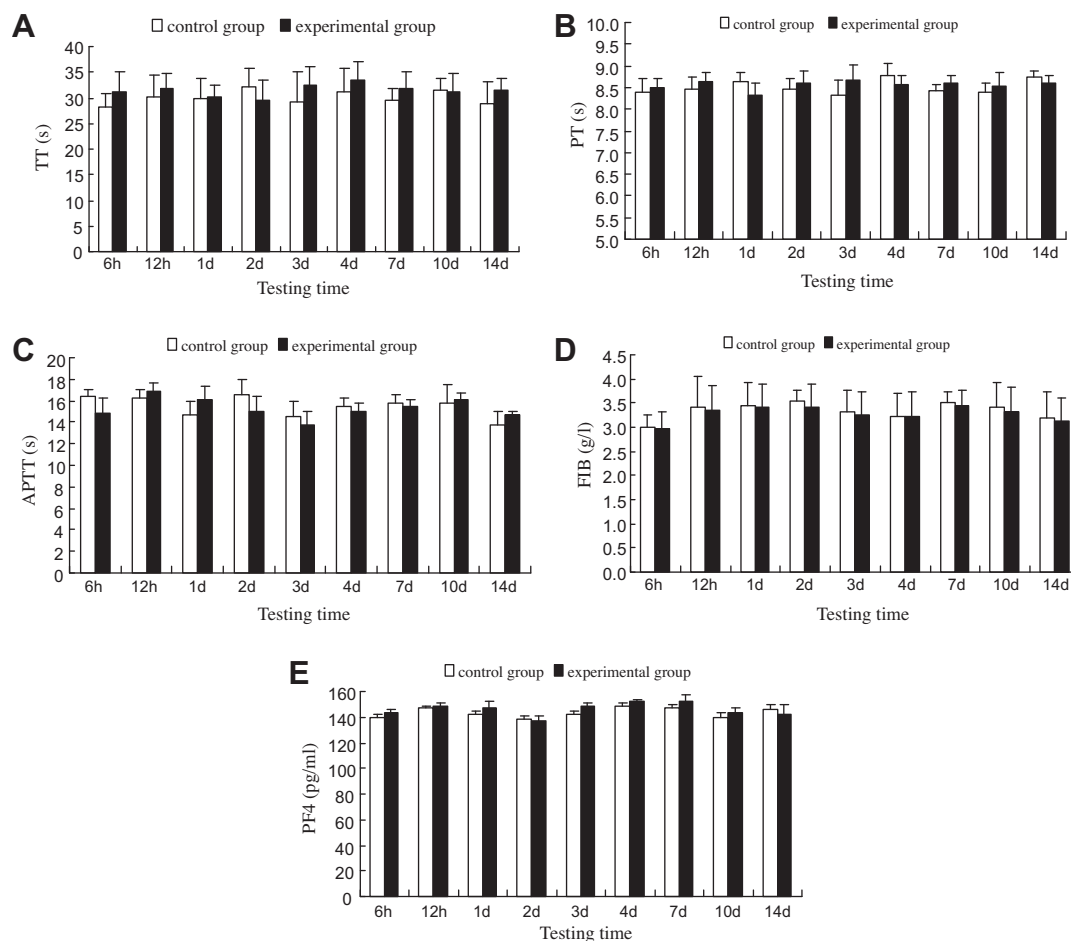 A
control group experimental group
40
35
30
25
20
15
10
5
0
TT (s)
6h 12h 1d 2d 3d 4d 7d 10d 14d
Testing time
B
control group experimental group
10.0
9.5
9.0
8.5
8.0
7.5
7.0
6.5
6.0
5.5
5.0
PT (s)
6h 12h 1d 2d 3d 4d 7d 10d 14d
Testing time
C
control group experimental group
20
18
16
14
12
10
8
6
4
2
0
APTT (s)
6h 12h 1d 2d 3d 4d 7d 10d 14d
Testing time
D
control group experimental group
4.5
4.0
3.5
3.0
2.5
2.0
1.5
1.0
0.5
0.0
FIB (g/l)
6h 12h 1d 2d 3d 4d 7d 10d 14d
Testing time
E
control group experimental group
160
140
120
100
80
60
40
20
0
PF4 (pg/ml)
6h 12h 1d 2d 3d 4d 7d 10d 14d
Testing time